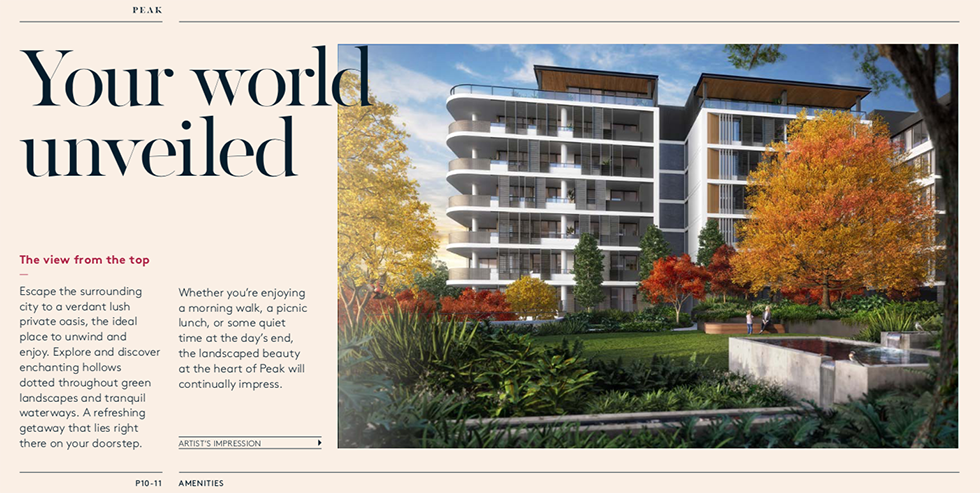 PEAK
Your world
unveiled
The view from the top
Escape the surrounding
city to a verdant lush
private oasis, the ideal
place to unwind and
enjoy. Explore and discover
enchanting hollows
dotted throughout green
landscapes and tranquil
waterways. A refreshing
getaway that lies right
there on your doorstep.
Whether you’re enjoying
a morning walk, a picnic
lunch, or some quiet
time at the day’s end,
the landscaped beauty
at the heart of Peak will
continually impress.
ARTIST'S IMPRESSION
P10-11
AMENITIES